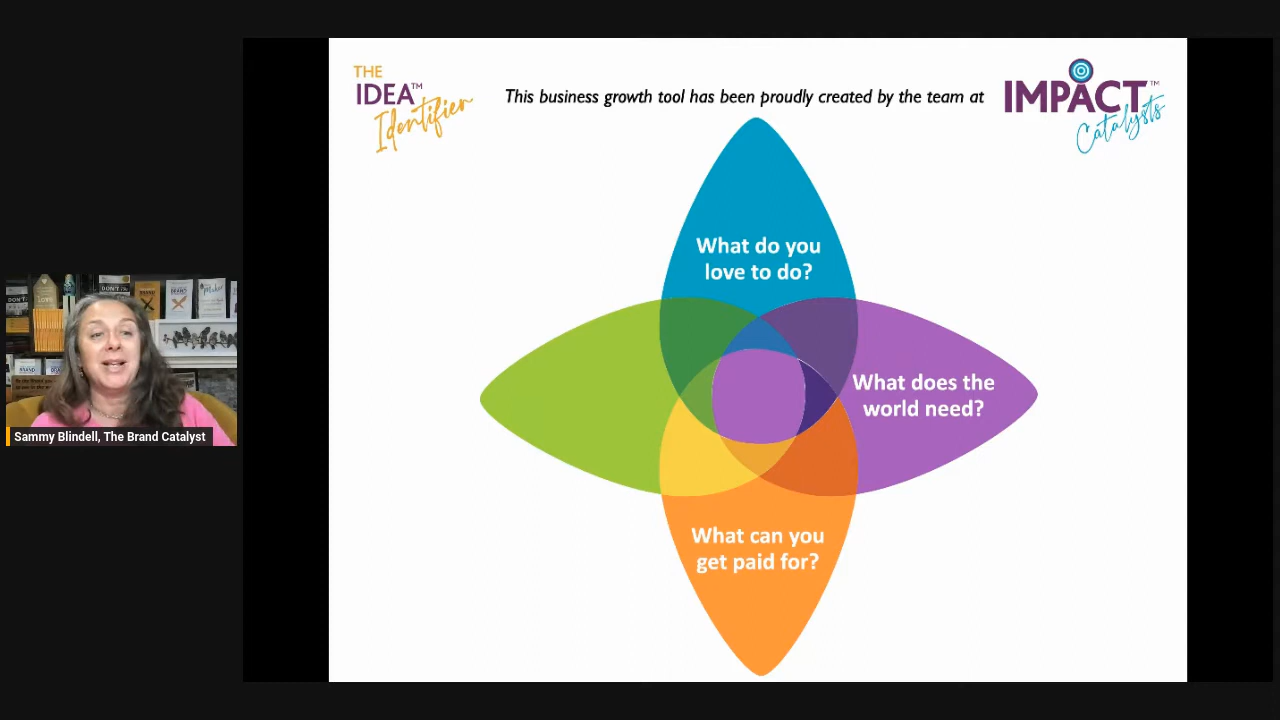 THE
IDEA™
Identifier
This business growth tool has been proudly created by the team at
IMPACT™
Catalysts
What do you
love to do?
What does the
world need?
What can you
get paid for?
DON'T
BRAND
Sammy Blindell, The Brand Catalyst